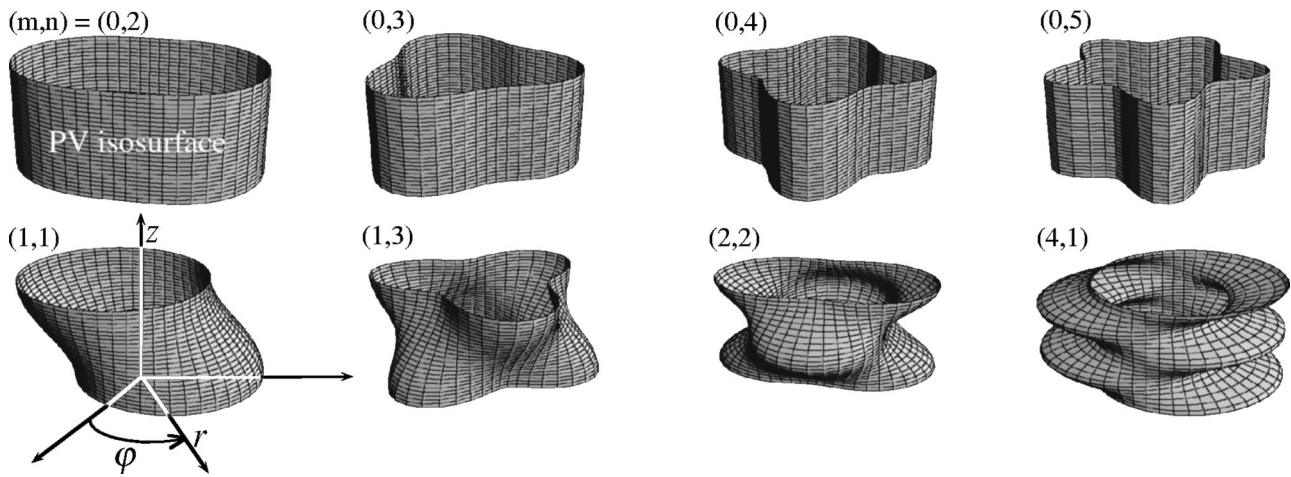 (m,n) = (0,2)
(0,3)
(0,4)
(0,5)
PV isosurface
(1,1)
z
(1,3)
(2,2)
(4,1)
r
φ